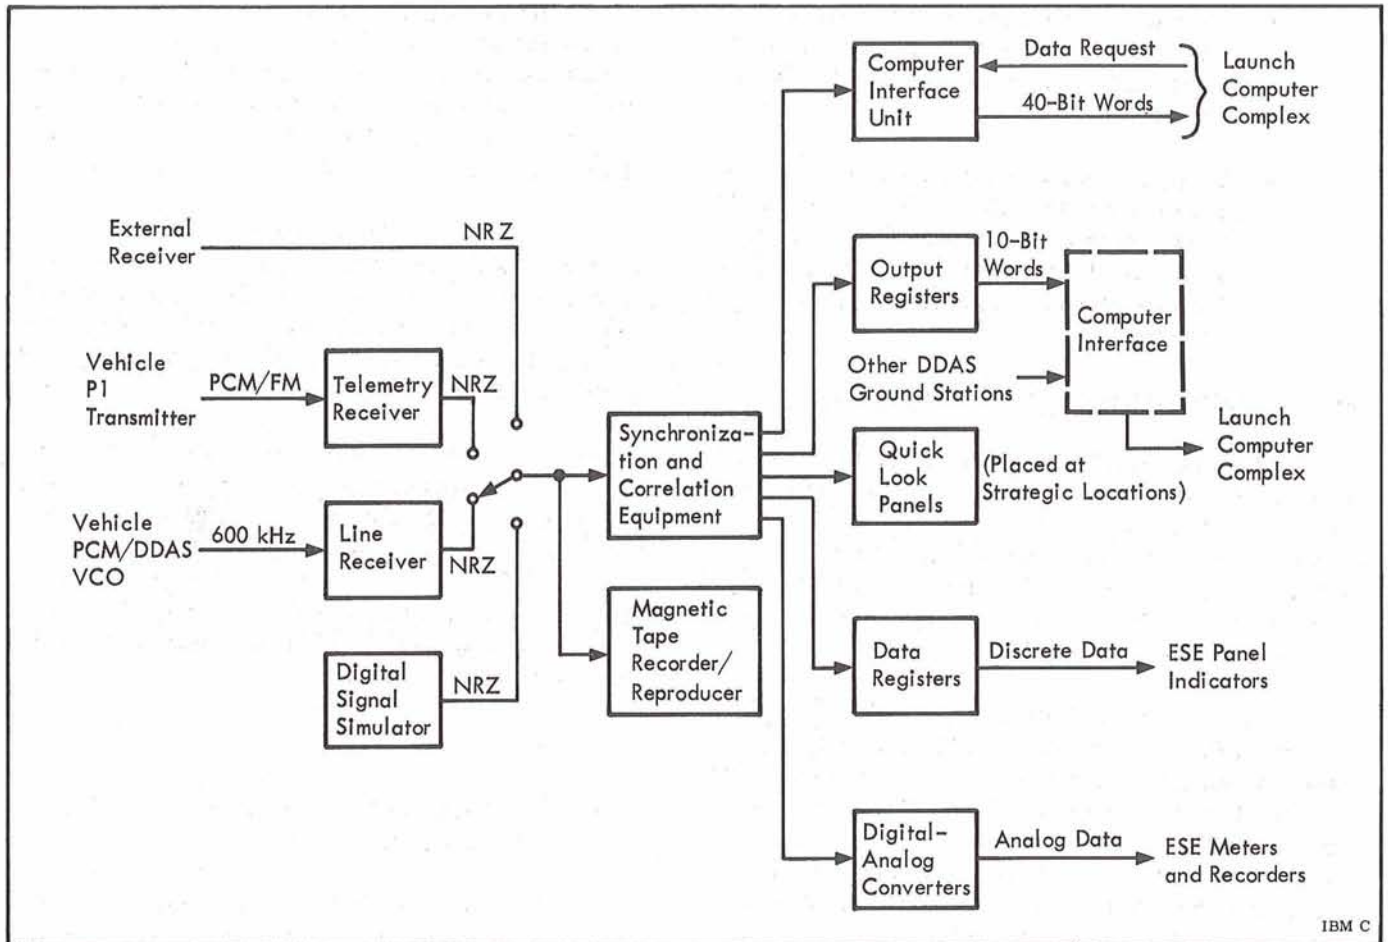 Computer
Interface
Unit
Data Request
40-Bit Words
Launch
Computer
Complex
External
Receiver
NRZ
Output
Registers
10-Bit
Words
Computer
Interface
Other DDAS
Ground Stations
Launch
Computer
Complex
Vehicle
P1
Transmitter
PCM/FM
Telemetry
Receiver
NRZ
Synchroniza-
tion and
Correlation
Equipment
Quick
Look
Panels
(Placed at
Strategic Locations)
Vehicle
PCM/DDAS
VCO
600 kHz
Line
Receiver
NRZ
Magnetic
Tape
Recorder/
Reproducer
Digital
Signal
Simulator
NRZ
Data
Registers
Discrete Data
ESE Panel
Indicators
Digital-
Analog
Converters
Analog Data
ESE Meters
and Recorders
IBM C